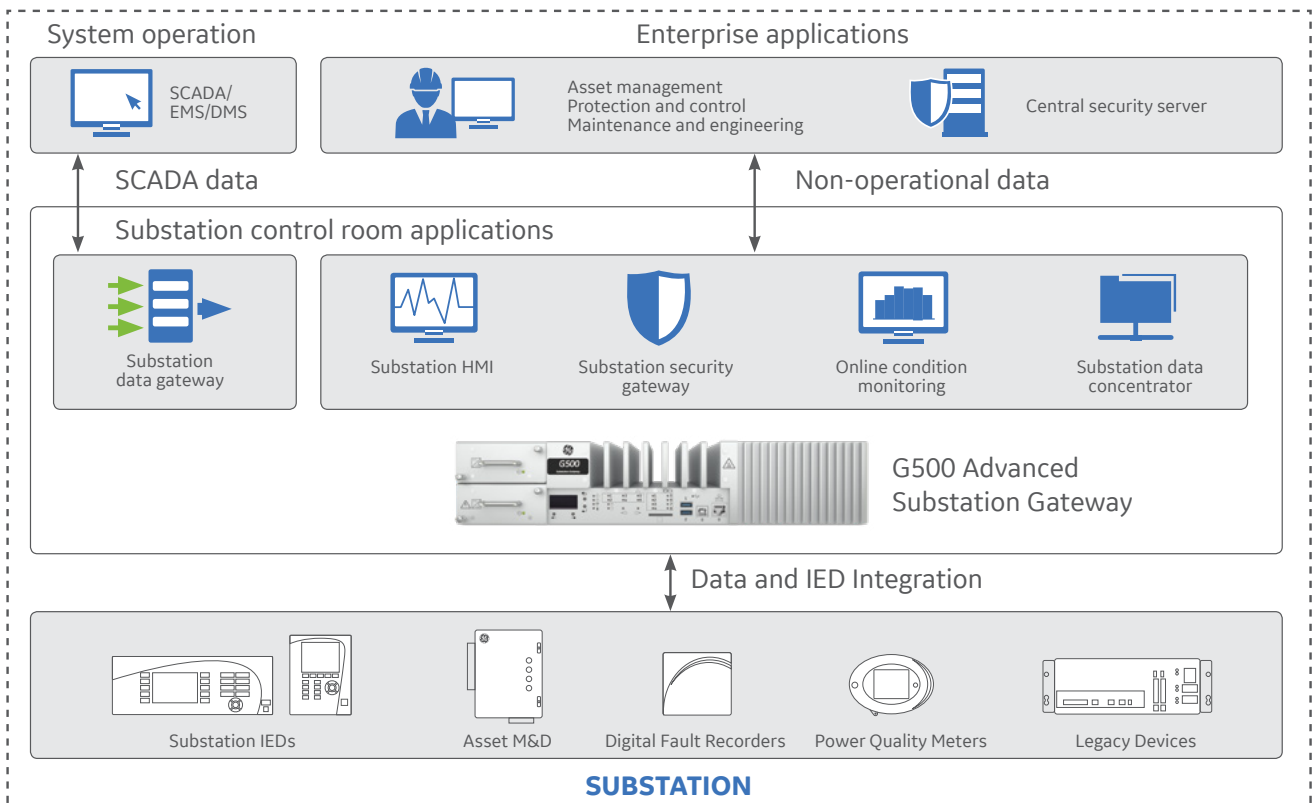 System operation
Enterprise applications
SCADA/
EMS/DMS
Asset management
Protection and control
Maintenance and engineering
Central security server
SCADA data
Non-operational data
Substation control room applications
Substation
data gateway
Substation HMI
Substation security
gateway
Online condition
monitoring
Substation data
concentrator
G500
G500 Advanced
Substation Gateway
Data and IED Integration
Substation IEDs
Asset M&D
Digital Fault Recorders
Power Quality Meters
Legacy Devices
SUBSTATION